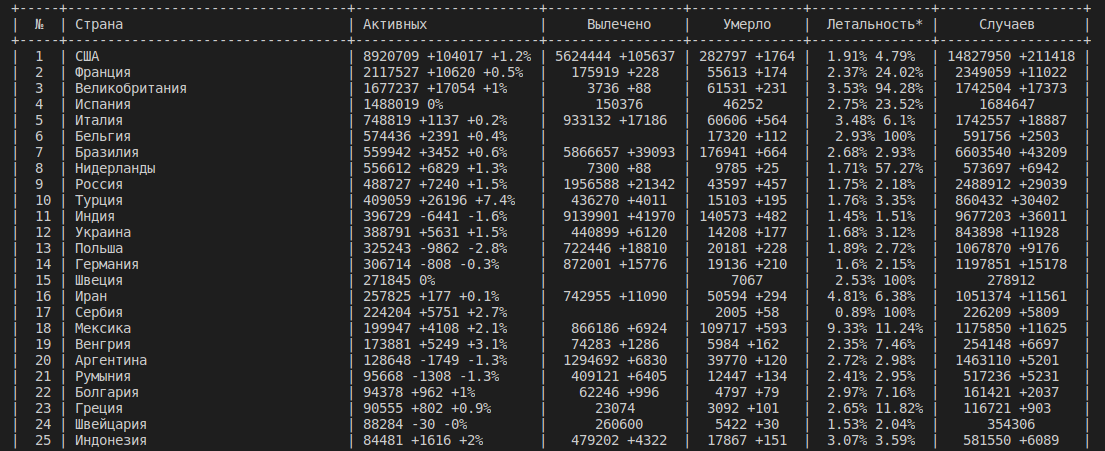 № Страна Активных Вылечено Умерло Летальность* Случаев
1 США 8920709 +104017 +1.2% 5624444 +105637 282797 +1764 1.91% 4.79% 14827950 +211418
2 Франция 2117527 +10620 +0.5% 175919 +228 55613 +174 2.37% 24.02% 2349059 +11022
3 Великобритания 1677237 +17054 +1% 3736 +88 61531 +231 3.53% 94.28% 1742504 +17373
4 Испания 1488019 0% 150376 46252 2.75% 23.52% 1684647
5 Италия 748819 +1137 +0.2% 933132 +17186 60606 +564 3.48% 6.1% 1742557 +18887
6 Бельгия 574436 +2391 +0.4% 17320 +112 2.93% 100% 591756 +2503
7 Бразилия 559942 +3452 +0.6% 5866657 +39093 176941 +664 2.68% 2.93% 6603540 +43209
8 Нидерланды 556612 +6829 +1.3% 7300 +88 9785 +25 1.71% 57.27% 573697 +6942
9 Россия 488727 +7240 +1.5% 1956588 +21342 43597 +457 1.75% 2.18% 2488912 +29039
10 Турция 409059 +26196 +7.4% 436270 +4011 15103 +195 1.76% 3.35% 860432 +30402
11 Индия 396729 -6441 -1.6% 9139901 +41970 140573 +482 1.45% 1.51% 9677203 +36011
12 Украина 388791 +5631 +1.5% 440899 +6120 14208 +177 1.68% 3.12% 843898 +11928
13 Польша 325243 -9862 -2.8% 722446 +18810 20181 +228 1.89% 2.72% 1067870 +9176
14 Германия 306714 -808 -0.3% 872001 +15776 19136 +210 1.6% 2.15% 1197851 +15178
15 Швеция 271845 0% 7067 2.53% 100% 278912
16 Иран 257825 +177 +0.1% 742955 +11090 50594 +294 4.81% 6.38% 1051374 +11561
17 Сербия 224204 +5751 +2.7% 2005 +58 0.89% 100% 226209 +5809
18 Мексика 199947 +4108 +2.1% 866186 +6924 109717 +593 9.33% 11.24% 1175850 +11625
19 Венгрия 173881 +5249 +3.1% 74283 +1286 5984 +162 2.35% 7.46% 254148 +6697
20 Аргентина 128648 -1749 -1.3% 1294692 +6830 39770 +120 2.72% 2.98% 1463110 +5201
21 Румыния 95668 -1308 -1.3% 409121 +6405 12447 +134 2.41% 2.95% 517236 +5231
22 Болгария 94378 +962 +1% 62246 +996 4797 +79 2.97% 7.16% 161421 +2037
23 Греция 90555 +802 +0.9% 23074 3092 +101 2.65% 11.82% 116721 +903
24 Швейцария 88284 -30 -0% 260600 5422 +30 1.53% 2.04% 354306
25 Индонезия 84481 +1616 +2% 479202 +4322 17867 +151 3.07% 3.59% 581550 +6089